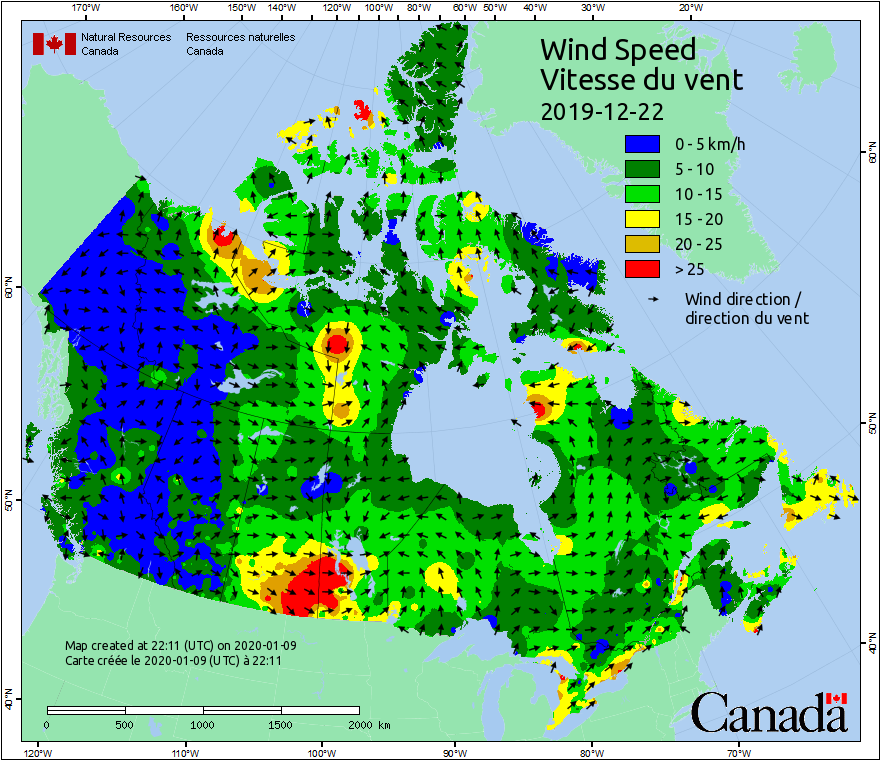 170°W 160°W 150°W 140°W 130°W 120°W 110°W 100°W 90°W 80°W 70°W 60°W 50°W 40°W 30°W 20°W
Natural Resources Ressources naturelles
Canada Canada
Wind Speed
Vitesse du vent
2019-12-22
0 - 5 km/h
5 - 10
10 - 15
15 - 20
20 - 25
> 25
Wind direction /
direction du vent
60°N
60°N
50°N
50°N
40°N
40°N
Map created at 22:11 (UTC) on 2020-01-09
Carte créée le 2020-01-09 (UTC) à 22:11
0 500 1000 1500 2000 km
Canada
120°W 110°W 100°W 90°W 80°W 70°W